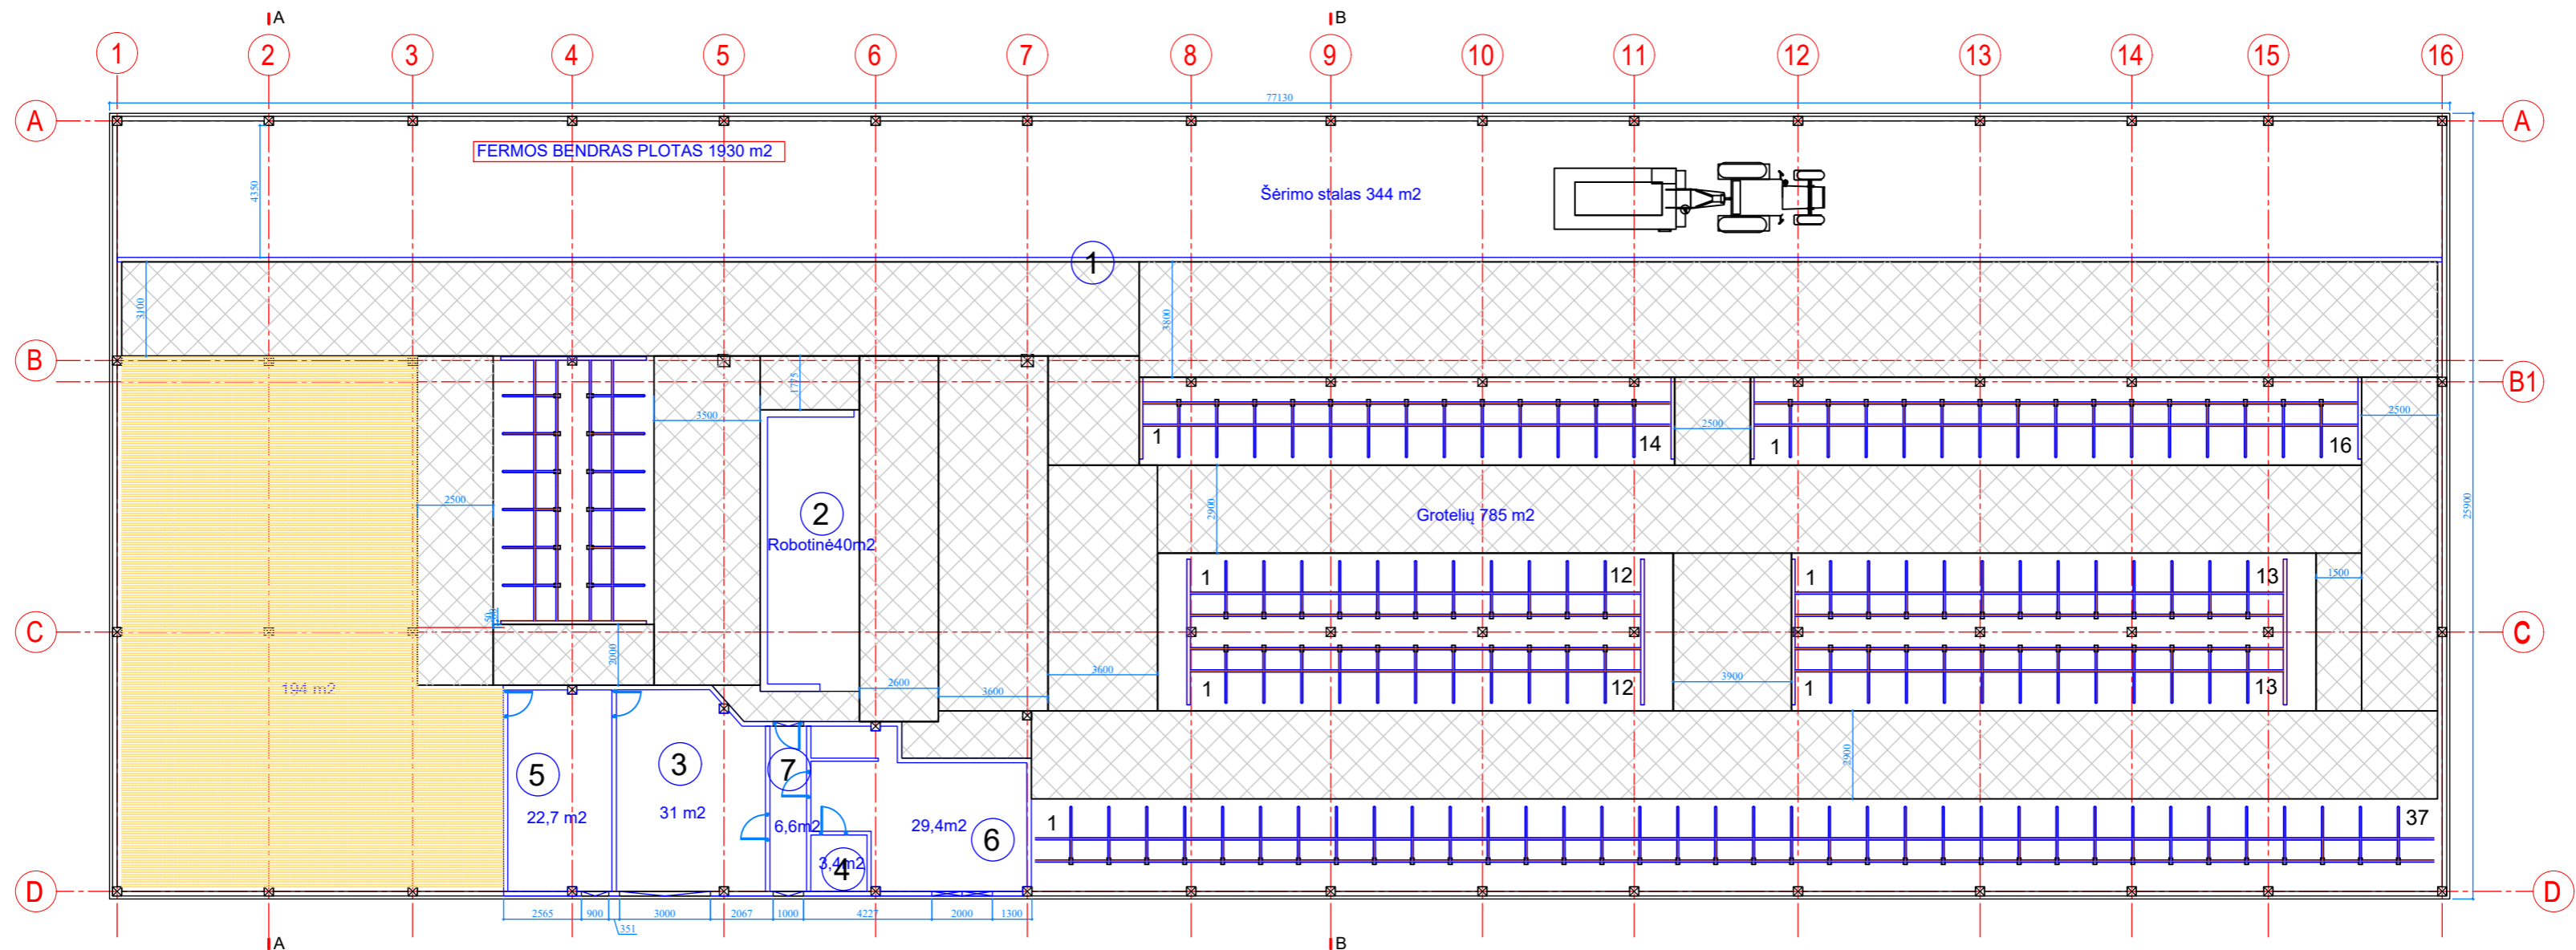 A B
1 2 3 4 5 6 7 8 9 10 11 12 13 14 15 16
77130
A A
FERMOS BENDRAS PLOTAS 1930 m2
4350
Šėrimo stalas 344 m2
1
3100
3800
B B1
1775
3500
2500
2500
1 14 1 16
2500
2900
25900
2
Grotelių 785 m2
Robotinė40m2
1 12 1 13
1500
50
C C
2000
194 m2
2600
3600
3600
1 12
3900
1 13
2900
5 3 7
22,7 m2
31 m2
6,6m2
29,4m2
6
3,4m2
4
1 37
D D
2565 900 3000 2067 1000 4227 2000 1300
351
A B